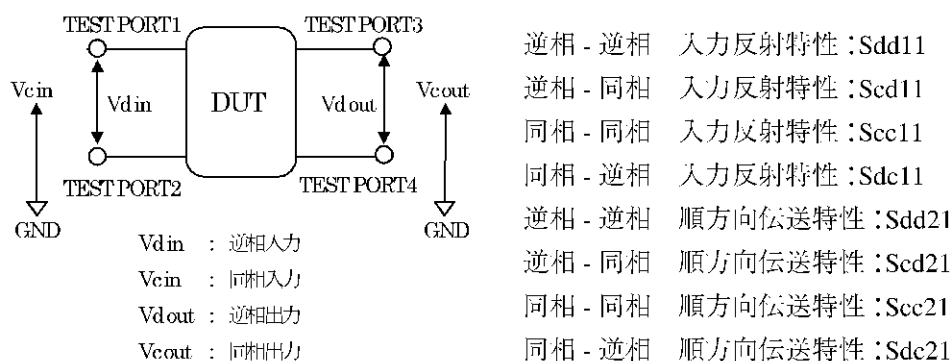 TEST PORT1
TEST PORT3
Vcin
Vdin
DUT
Vdout
Vcout
TEST PORT2
TEST PORT4
GND
GND
Vdin : 逆相入力
Vcin : 同相入力
Vdout : 逆相出力
Vcout : 同相出力
逆相 - 逆相 入力反射特性：Sdd11
逆相 - 同相 入力反射特性：Scd11
同相 - 同相 入力反射特性：Scc11
同相 - 逆相 入力反射特性：Sdc11
逆相 - 逆相 順方向伝送特性：Sdd21
逆相 - 同相 順方向伝送特性：Scd21
同相 - 同相 順方向伝送特性：Scc21
同相 - 逆相 順方向伝送特性：Sdc21